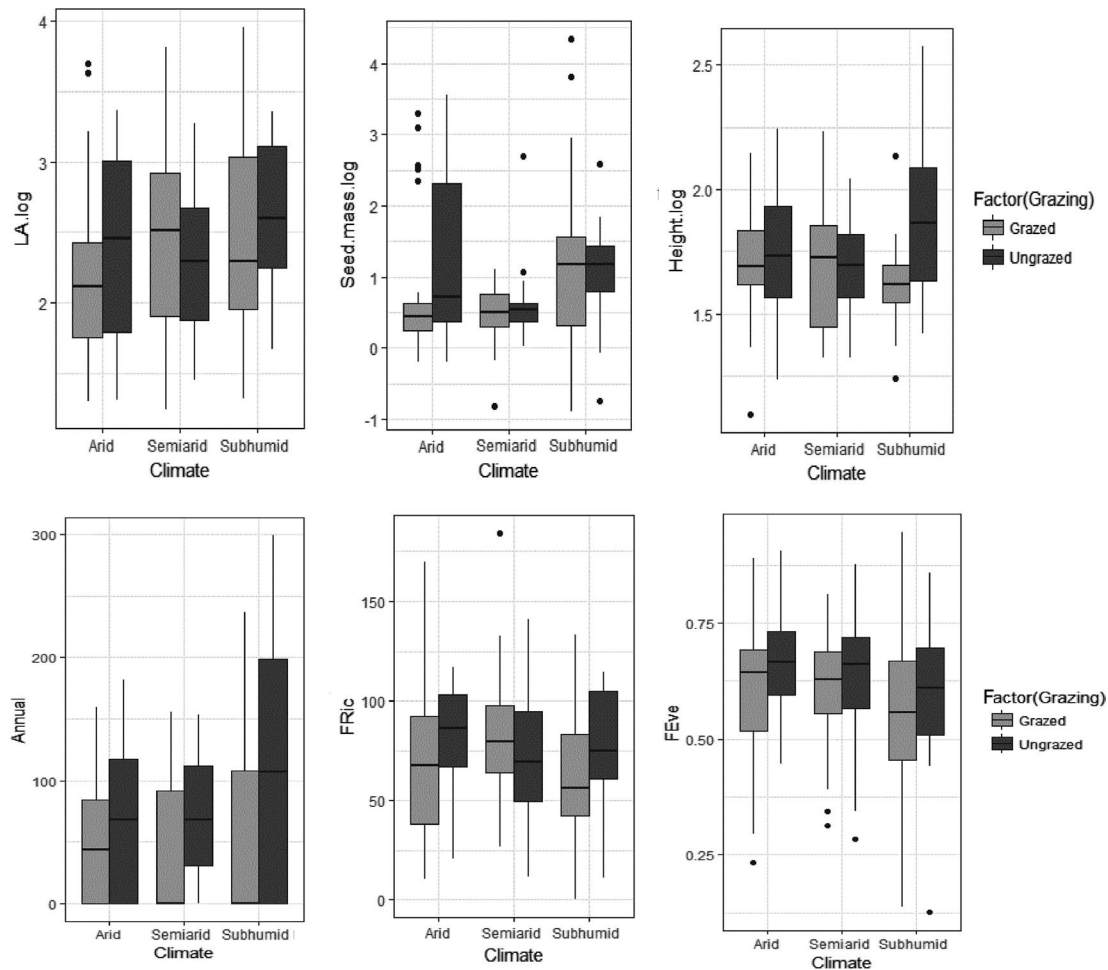 LA.log
4
3
2
Arid Semiarid Subhumid
Climate
Seed.mass.log
4
3
2
1
0
-1
Arid Semiarid Subhumid
Climate
Height.log
2.5
2.0
1.5
Arid Semiarid Subhumid
Climate
Factor(Grazing)
Grazed
Ungrazed
Annual
300
200
100
0
Arid Semiarid Subhumid
Climate
FRic
150
100
50
0
Arid Semiarid Subhumid
Climate
FEve
0.75
0.50
0.25
Arid Semiarid Subhumid
Climate
Factor(Grazing)
Grazed
Ungrazed